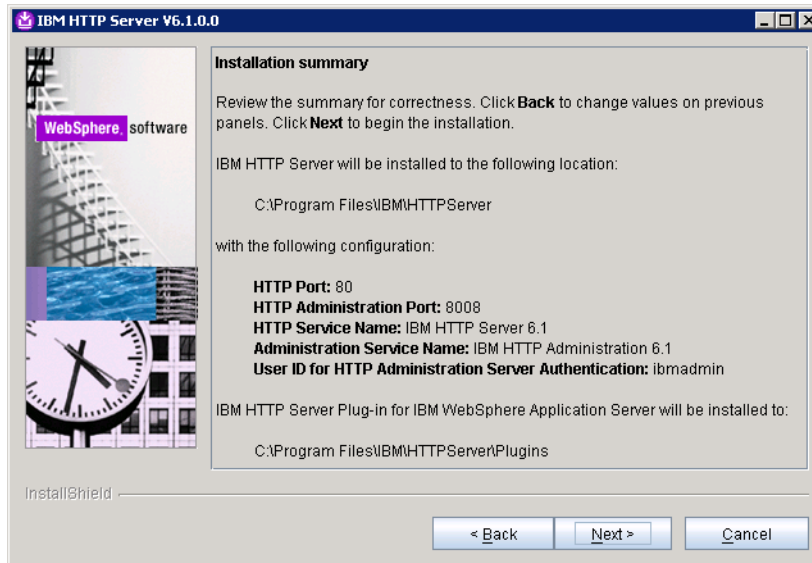 IBM HTTP Server V6.1.0.0
WebSphere. software
Installation summary
Review the summary for correctness. Click Back to change values on previous
panels. Click Next to begin the installation.
IBM HTTP Server will be installed to the following location:
C:\Program Files\IBM\HTTPServer
with the following configuration:
HTTP Port: 80
HTTP Administration Port: 8008
HTTP Service Name: IBM HTTP Server 6.1
Administration Service Name: IBM HTTP Administration 6.1
User ID for HTTP Administration Server Authentication: ibmadmin
IBM HTTP Server Plug-in for IBM WebSphere Application Server will be installed to:
C:\Program Files\IBM\HTTPServer\Plugins
InstallShield
< Back Next > Cancel